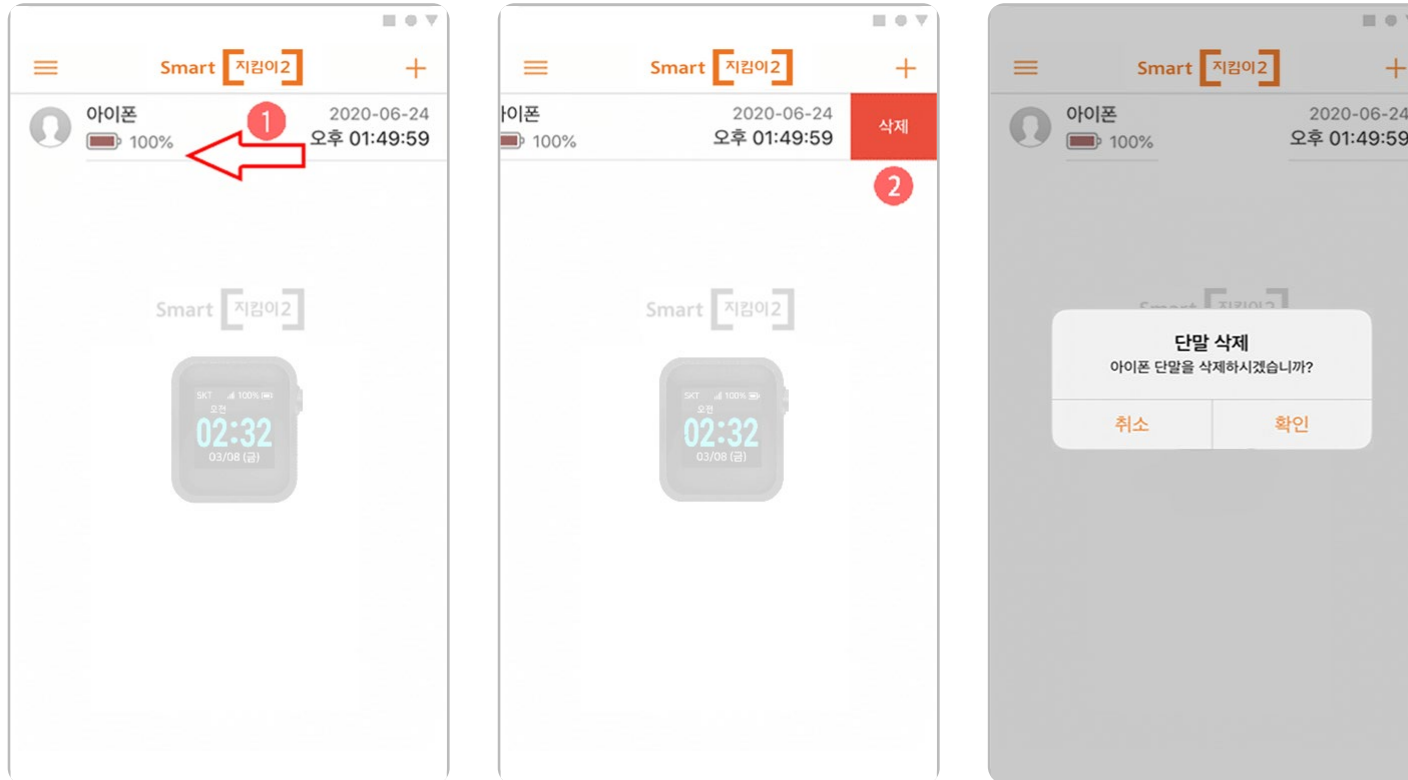 Smart [지킴이2]
아이폰
2020-06-24
100%
오후 01:49:59
1
Smart [지킴이2]
SKT 100%
오전
02:32
03/08 (금)
Smart [지킴이2]
아이폰
2020-06-24
100%
오후 01:49:59
삭제
2
Smart [지킴이2]
SKT 100%
오전
02:32
03/08 (금)
Smart [지킴이2]
아이폰
2020-06-24
100%
오후 01:49:59
Smart [지킴이2]
단말 삭제
아이폰 단말을 삭제하시겠습니까?
취소
확인